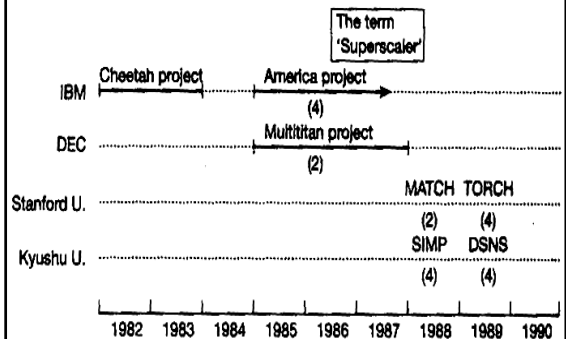 The term
'Superscaler'
Cheetah project America project
IBM
(4)
Multititan project
DEC
(2)
MATCH TORCH
Stanford U.
(2) (4)
SIMP DSNS
Kyushu U.
(4) (4)
1982 1983 1984 1985 1986 1987 1988 1989 1990